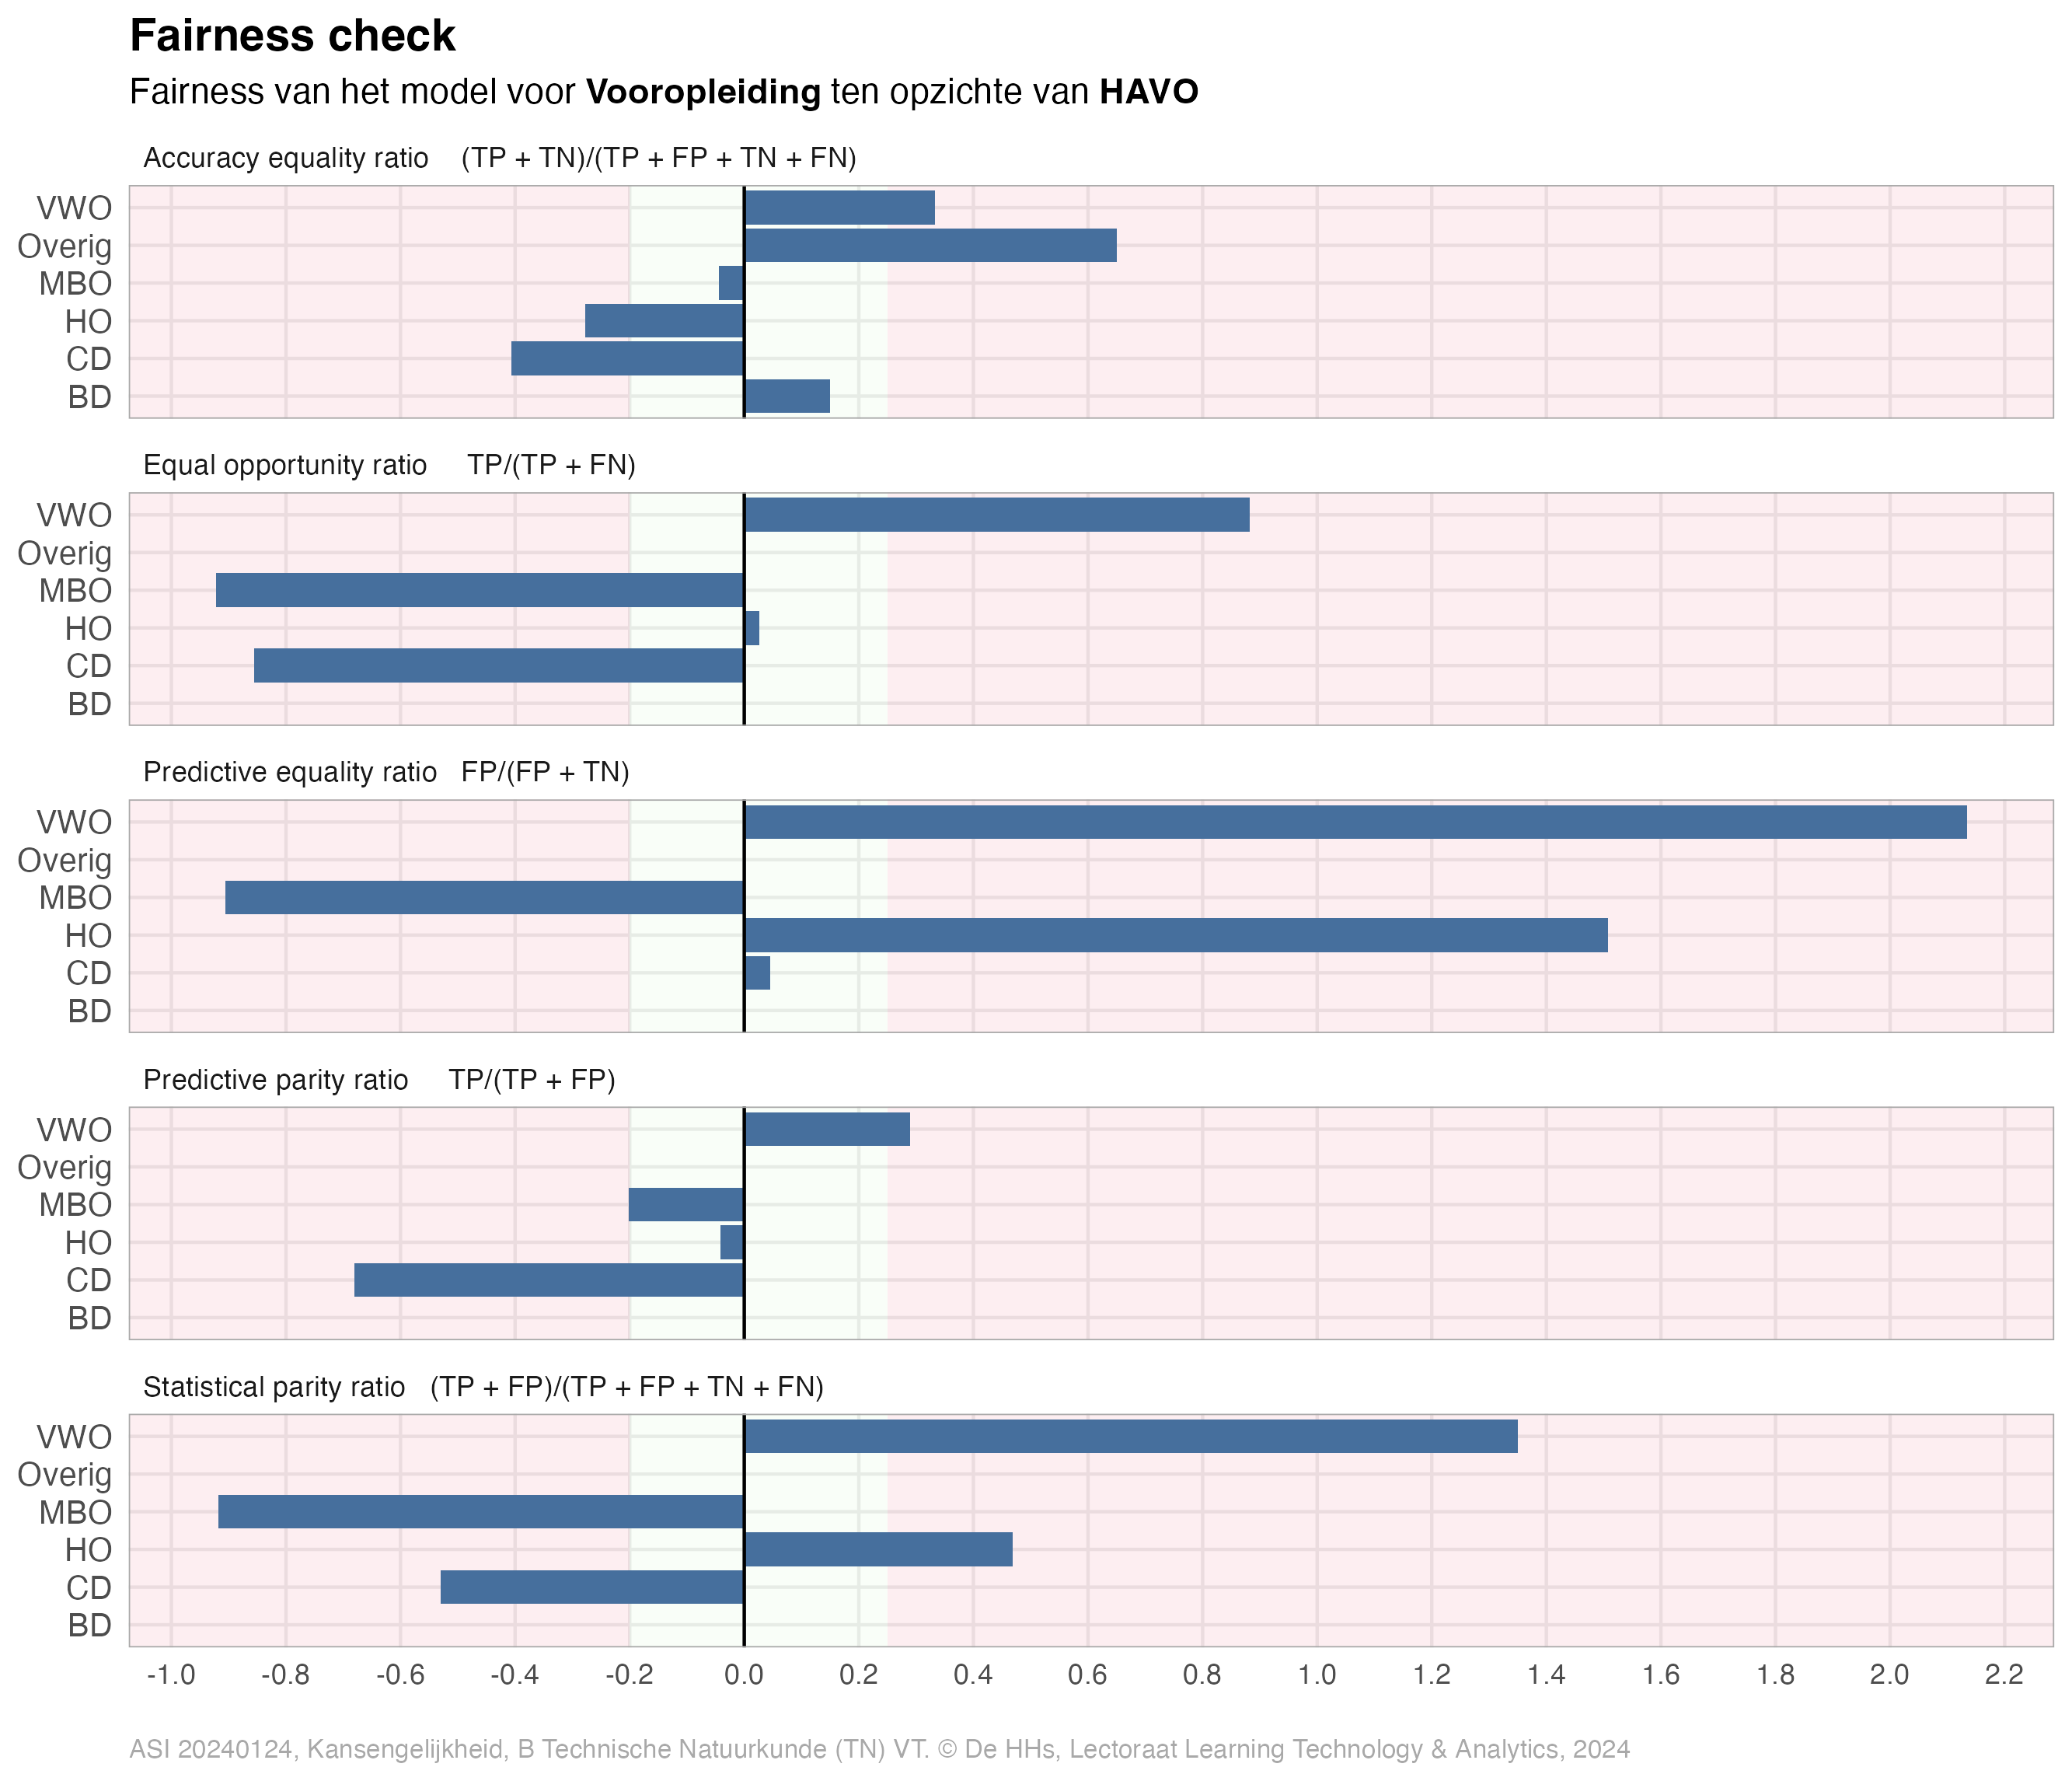 Fairness check
Fairness van het model voor Vooropleiding ten opzichte van HAVO
Accuracy equality ratio (TP + TN)/(TP + FP + TN + FN)
VWO
Overig
MBO
HO
CD
BD
Equal opportunity ratio TP/(TP + FN)
VWO
Overig
MBO
HO
CD
BD
Predictive equality ratio FP/(FP + TN)
VWO
Overig
MBO
HO
CD
BD
Predictive parity ratio TP/(TP + FP)
VWO
Overig
MBO
HO
CD
BD
Statistical parity ratio (TP + FP)/(TP + FP + TN + FN)
VWO
Overig
MBO
HO
CD
BD
-1.0 -0.8 -0.6 -0.4 -0.2 0.0 0.2 0.4 0.6 0.8 1.0 1.2 1.4 1.6 1.8 2.0 2.2
ASI 20240124, Kansengelijkheid, B Technische Natuurkunde (TN) VT. © De HHs, Lectoraat Learning Technology & Analytics, 2024